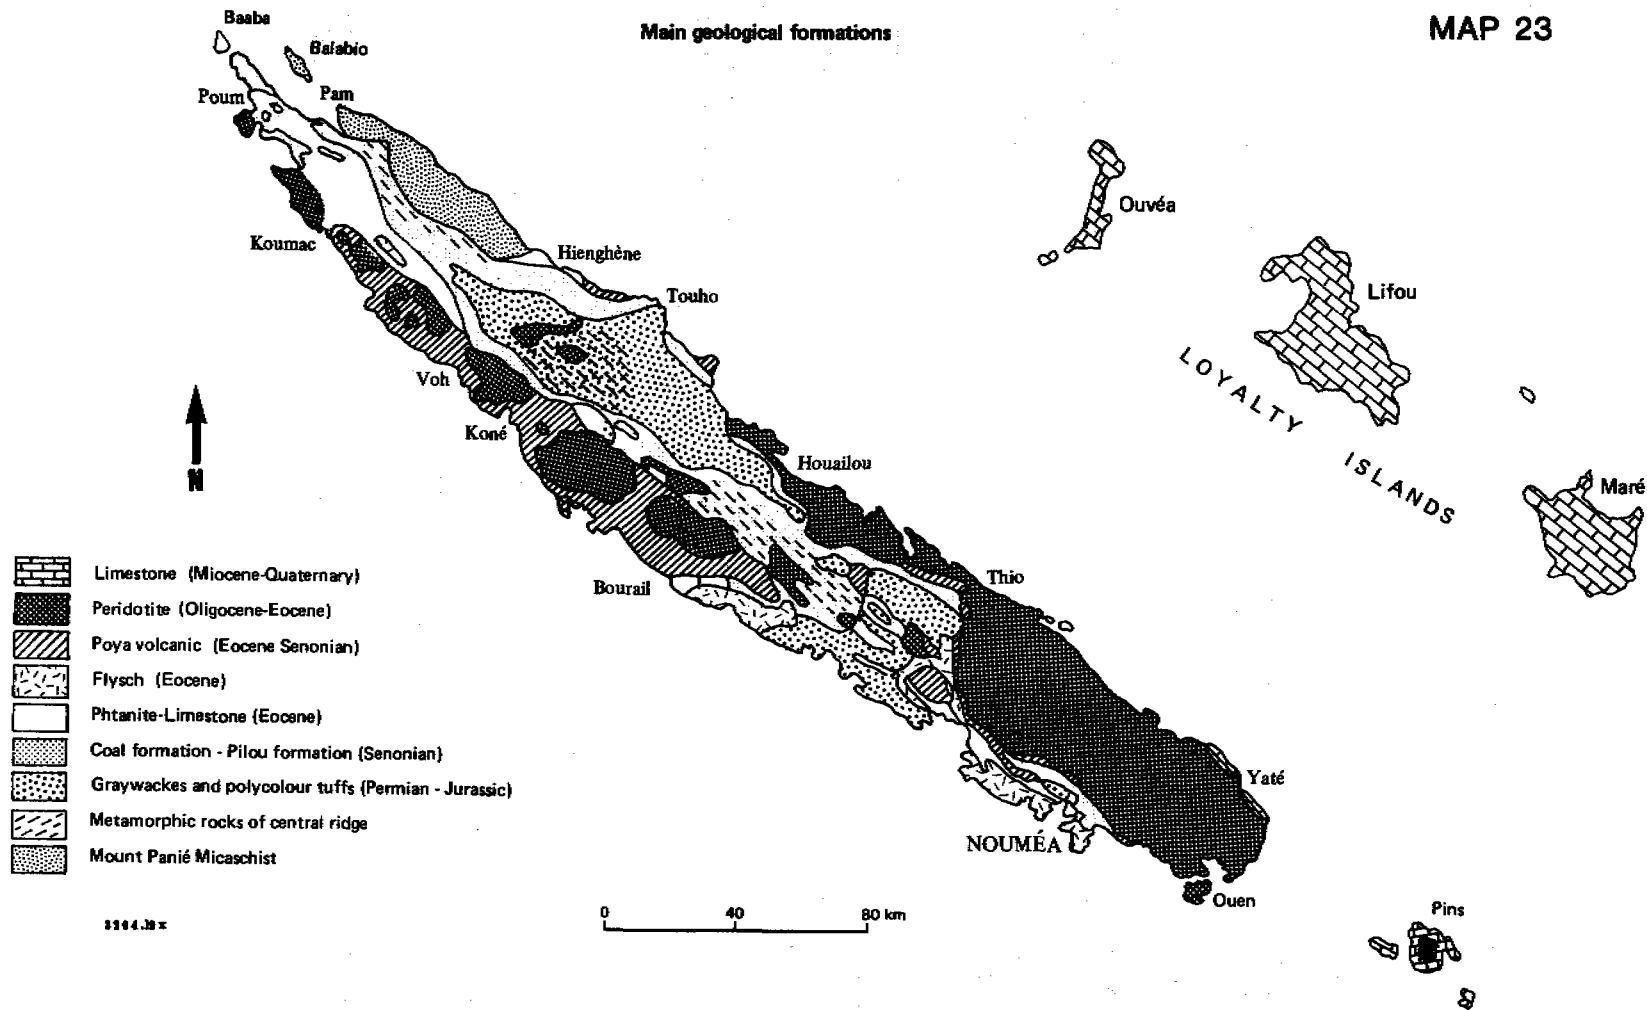 Baaba
Main geological formations
MAP 23
Balabio
Poum
Pam
Ouvéa
Koumac
Hienghène
Touho
Lifou
LOYALTY ISLANDS
Voh
Koné
N
Houailou
Maré
Limestone (Miocene-Quaternary)
Thio
Peridotite (Oligocene-Eocene)
Bourail
Poya volcanic (Eocene Senonian)
Flysch (Eocene)
Phtanite-Limestone (Eocene)
Coal formation - Pilou formation (Senonian)
Graywackes and polycolour tuffs (Permian - Jurassic)
Yaté
Metamorphic rocks of central ridge
NOUMÉA
Mount Panié Micaschist
Ouen
Pins
0 40 80 km